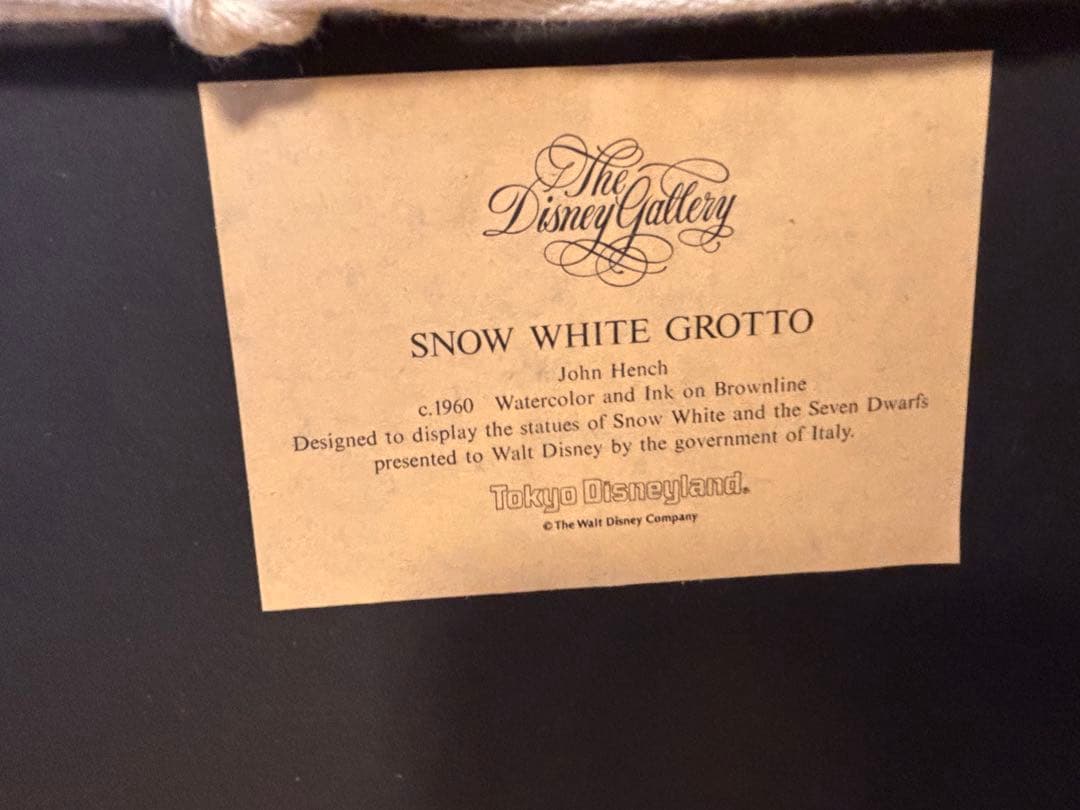 The
Disney Gallery
SNOW WHITE GROTTO
John Hench
c.1960 Watercolor and Ink on Brownline
Designed to display the statues of Snow White and the Seven Dwarfs
presented to Walt Disney by the government of Italy.
Tokyo Disneyland®
© The Walt Disney Company